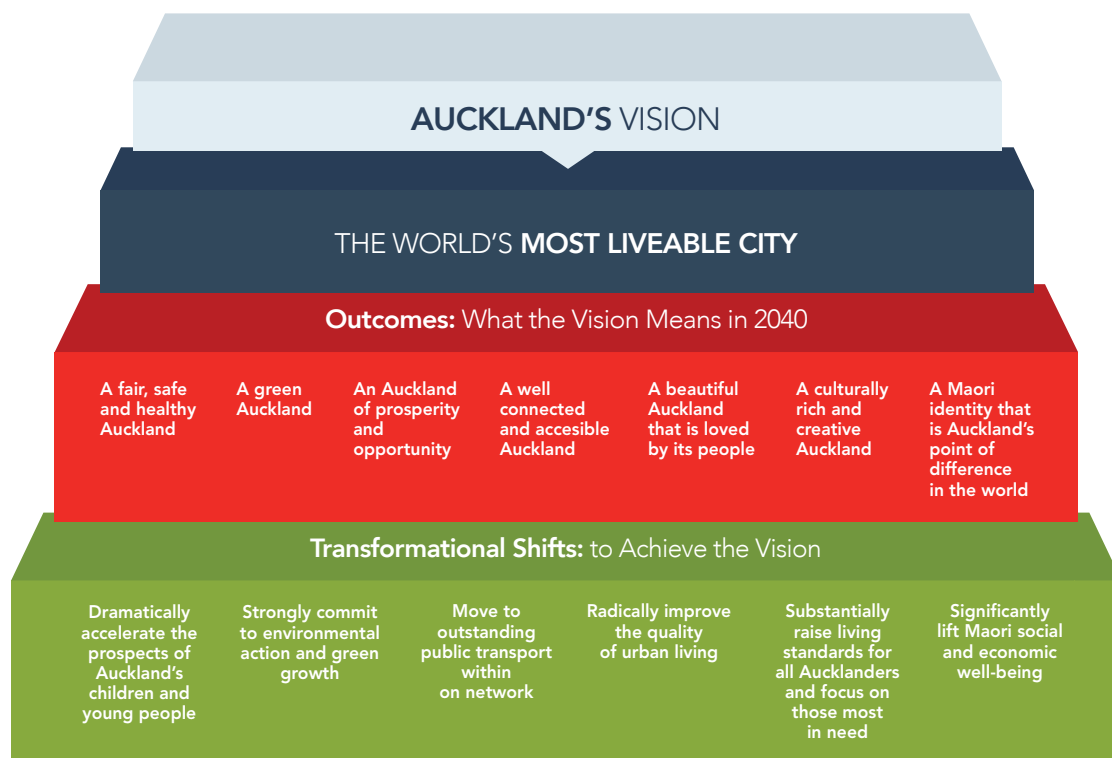 AUCKLAND'S VISION
THE WORLD'S MOST LIVEABLE CITY
Outcomes: What the Vision Means in 2040
A fair, safe
and healthy
Auckland
A green
Auckland
An Auckland
of prosperity
and
opportunity
A well
connected
and accesible
Auckland
A beautiful
Auckland
that is loved
by its people
A culturally
rich and
creative
Auckland
A Maori
identity that
is Auckland's
point of
difference
in the world
Transformational Shifts: to Achieve the Vision
Dramatically
accelerate the
prospects of
Auckland's
children and
young people
Strongly commit
to environmental
action and green
growth
Move to
outstanding
public transport
within
on network
Radically improve
the quality
of urban living
Substantially
raise living
standards for
all Aucklanders
and focus on
those most
in need
Significantly
lift Maori social
and economic
well-being